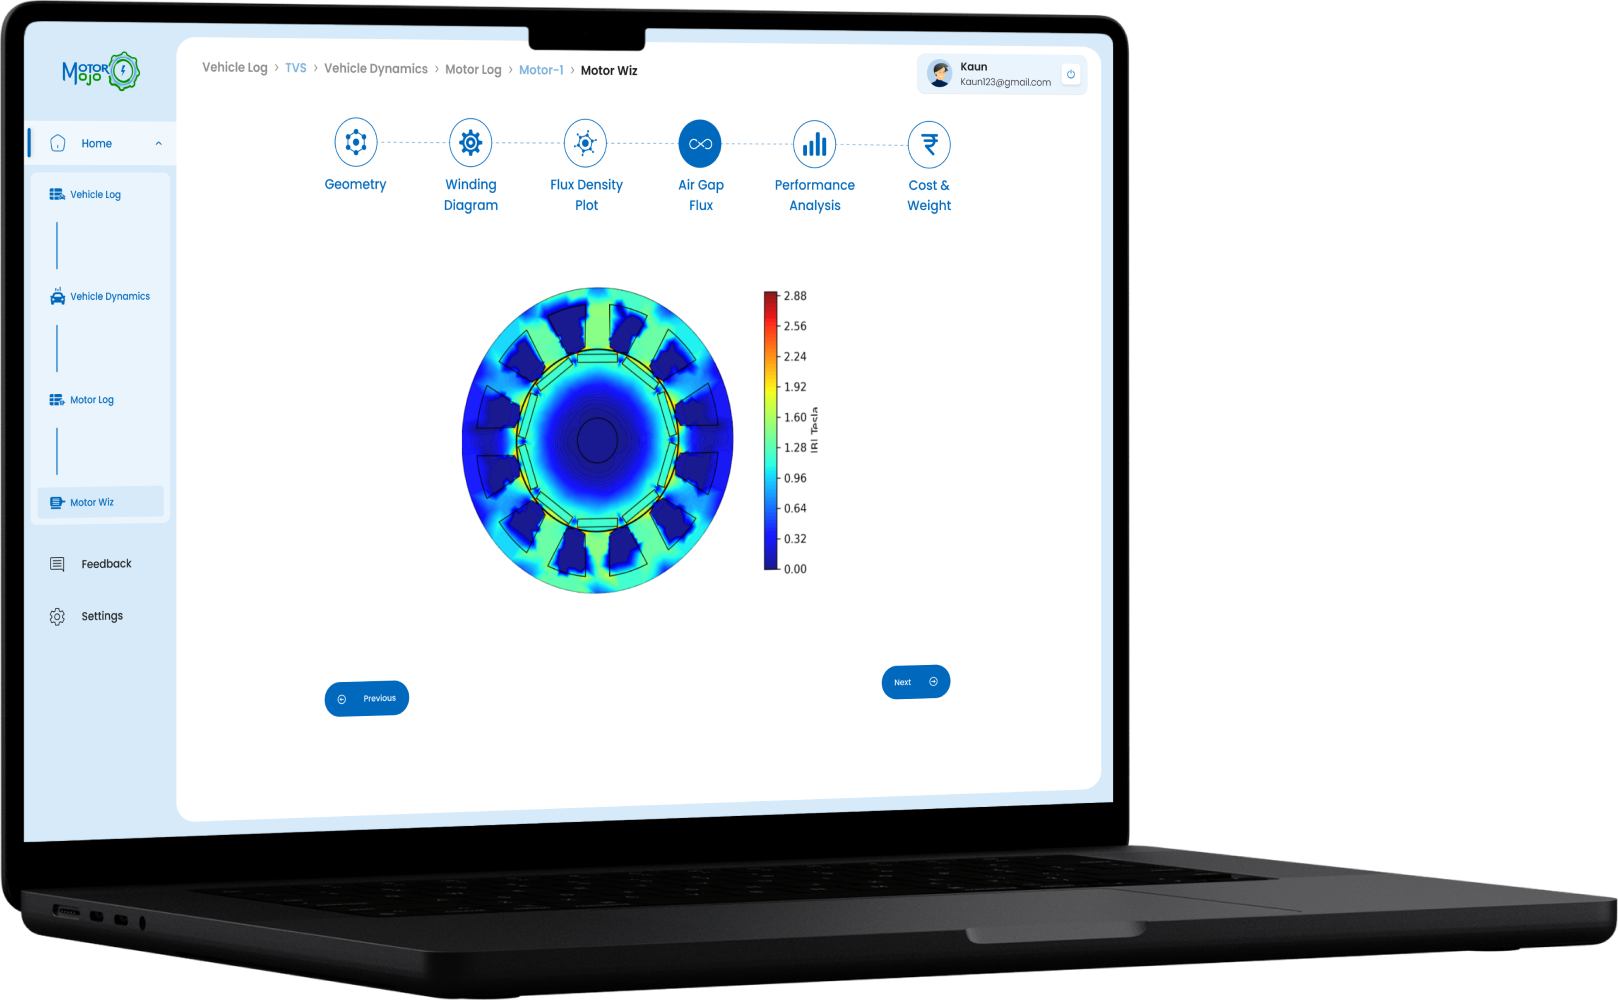 MOTOR
MOJO
Vehicle Log > TVS > Vehicle Dynamics > Motor Log > Motor-1 > Motor Wiz
Kaun
Kaun123@gmail.com
Home
Vehicle Log
Vehicle Dynamics
Motor Log
Motor Wiz
Feedback
Settings
Geometry
Winding
Diagram
Flux Density
Plot
Air Gap
Flux
Performance
Analysis
₹
Cost &
Weight
2.88
2.56
2.24
1.92
1.60
1.28
0.96
0.64
0.32
0.00
|B| Tesla
Previous
Next